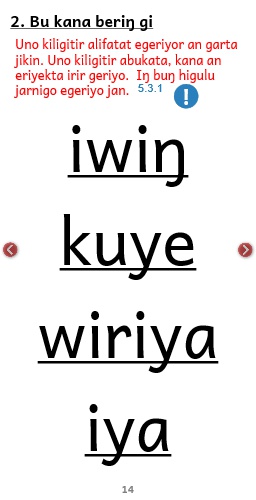 2. Bu kana beriŋ gi
Uno kiligitir alifatat egeriyor an garta
jikin. Uno kiligitir abukata, kana an
eriyekta irir geriyo. Iŋ buŋ higulu
jarnigo egeriyo jan. 5.3.1 !
iwiŋ
kuye
wiriya
iya
14